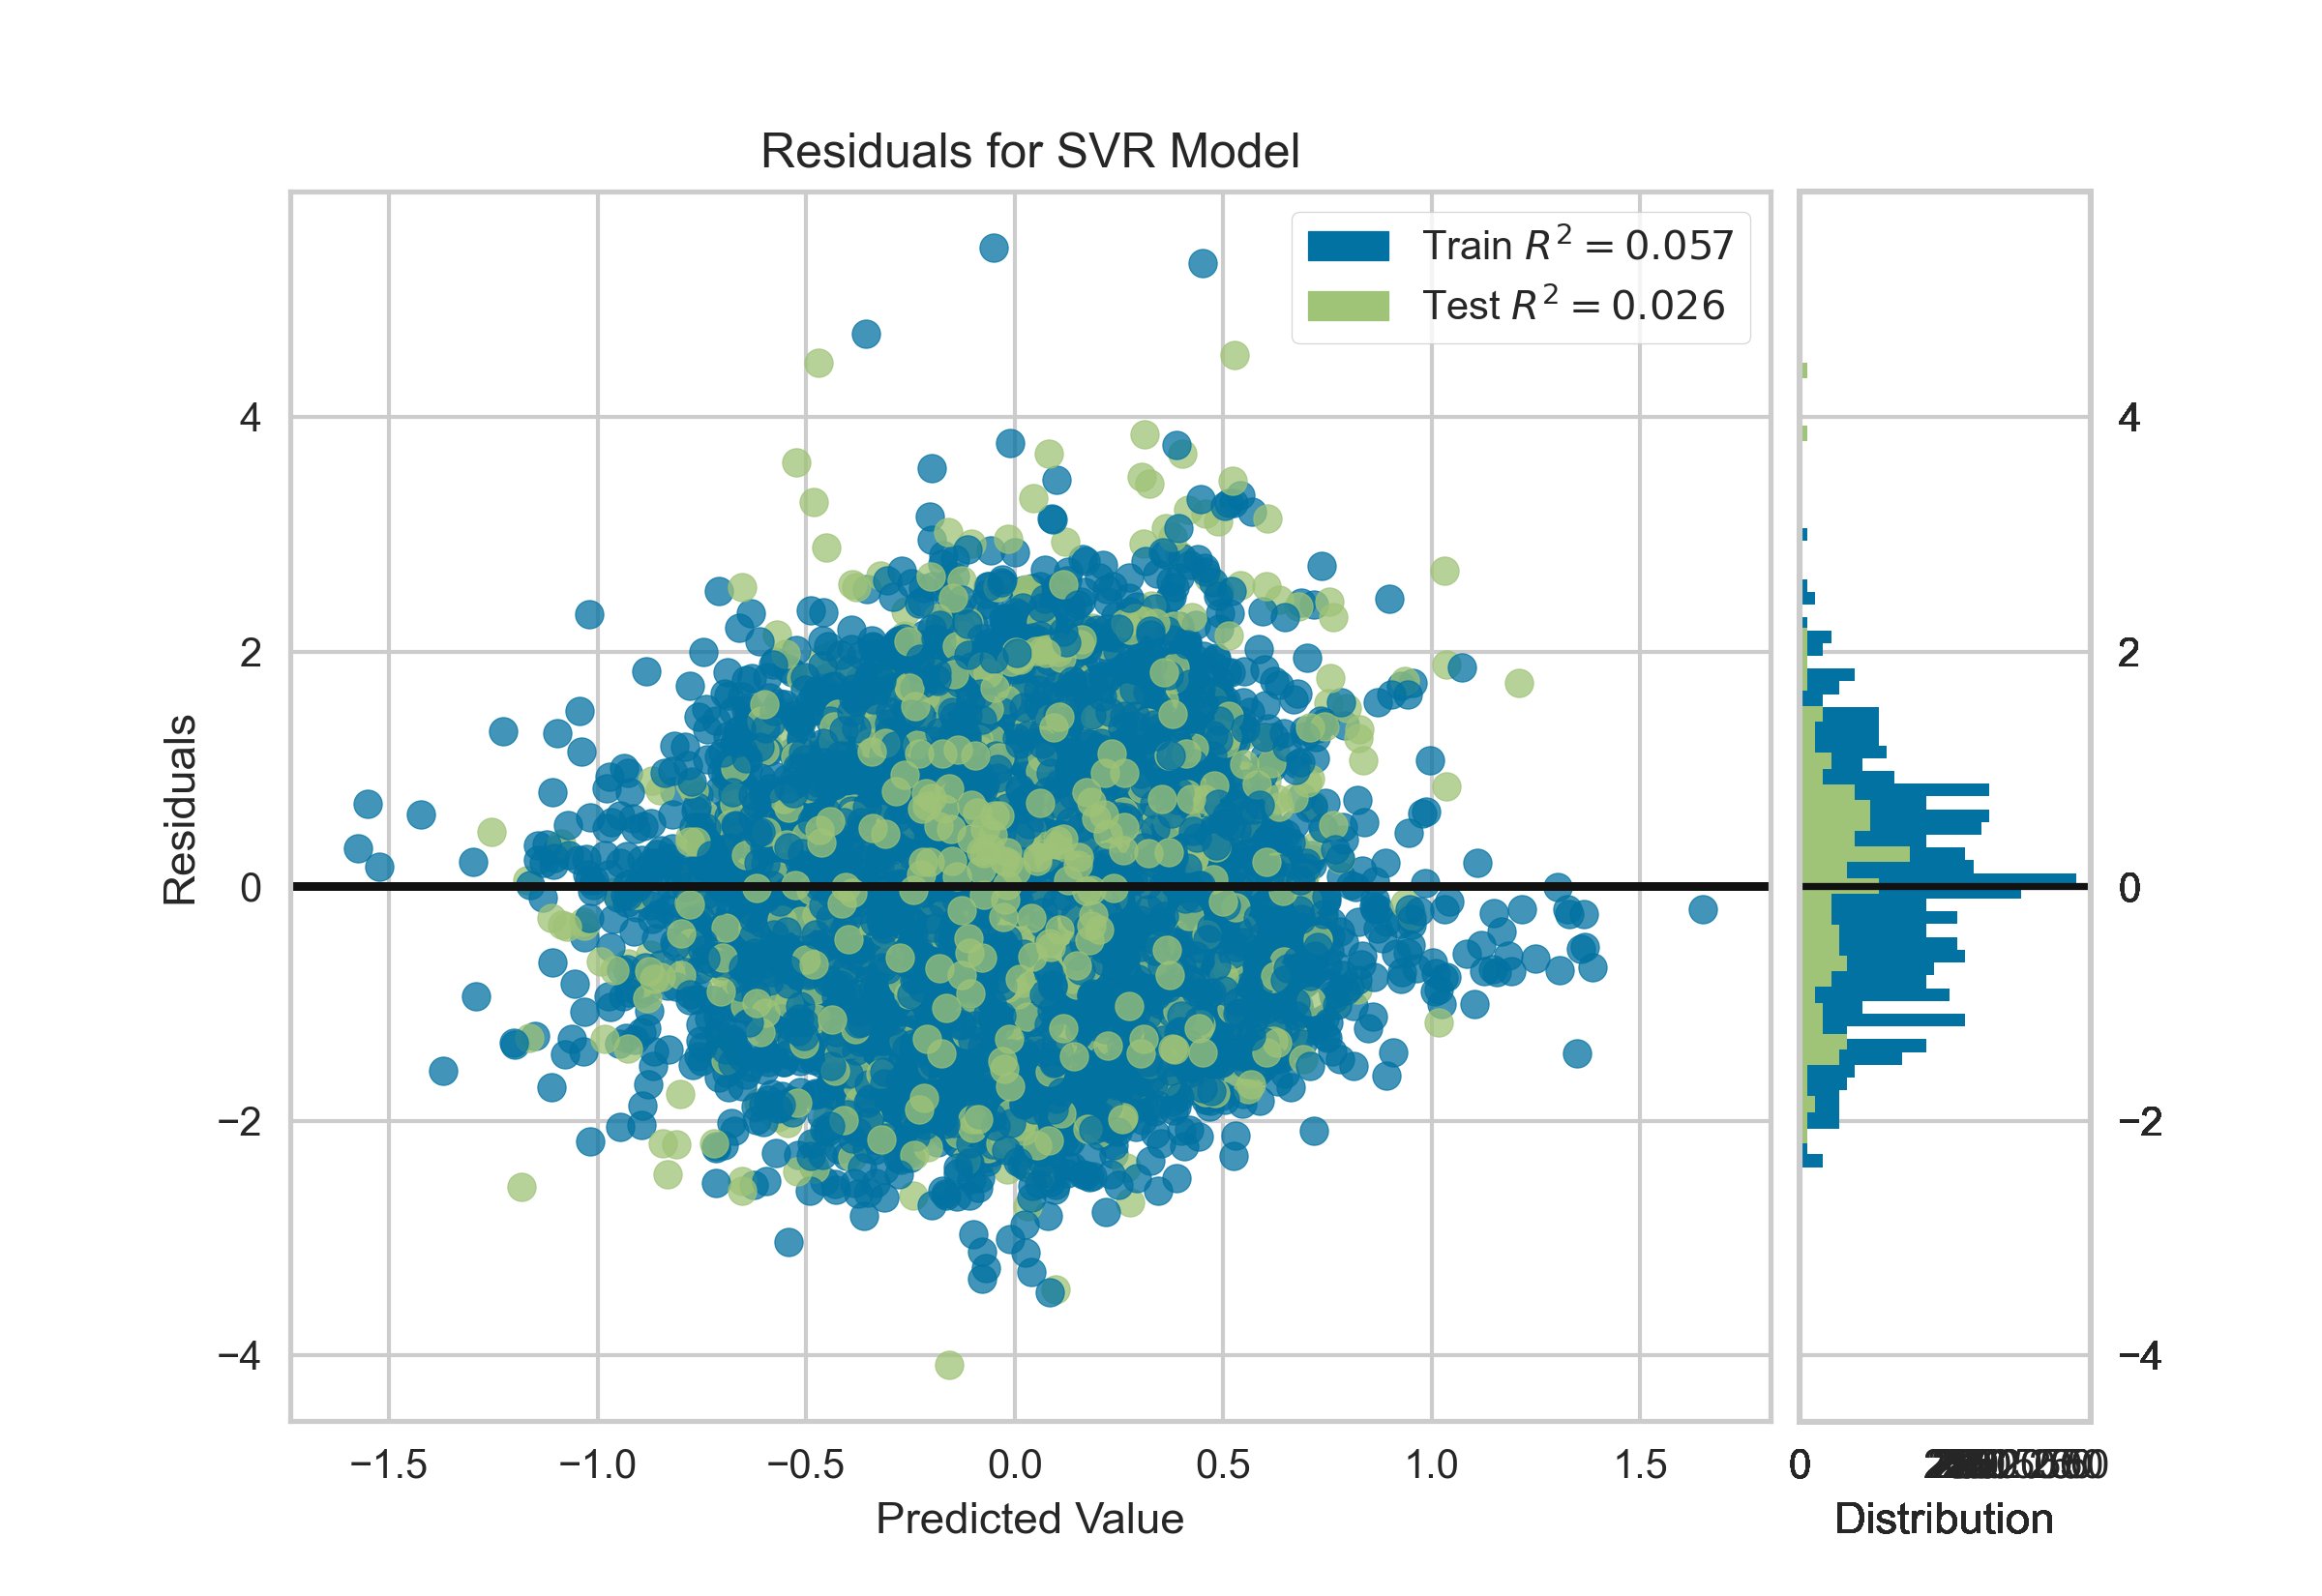 Residuals for SVR Model
Train R² = 0.057
Test R² = 0.026
Residuals
4
2
0
−2
−4
−1.5 −1.0 −0.5 0.0 0.5 1.0 1.5
Predicted Value
4
2
0
−2
−4
0
Distribution